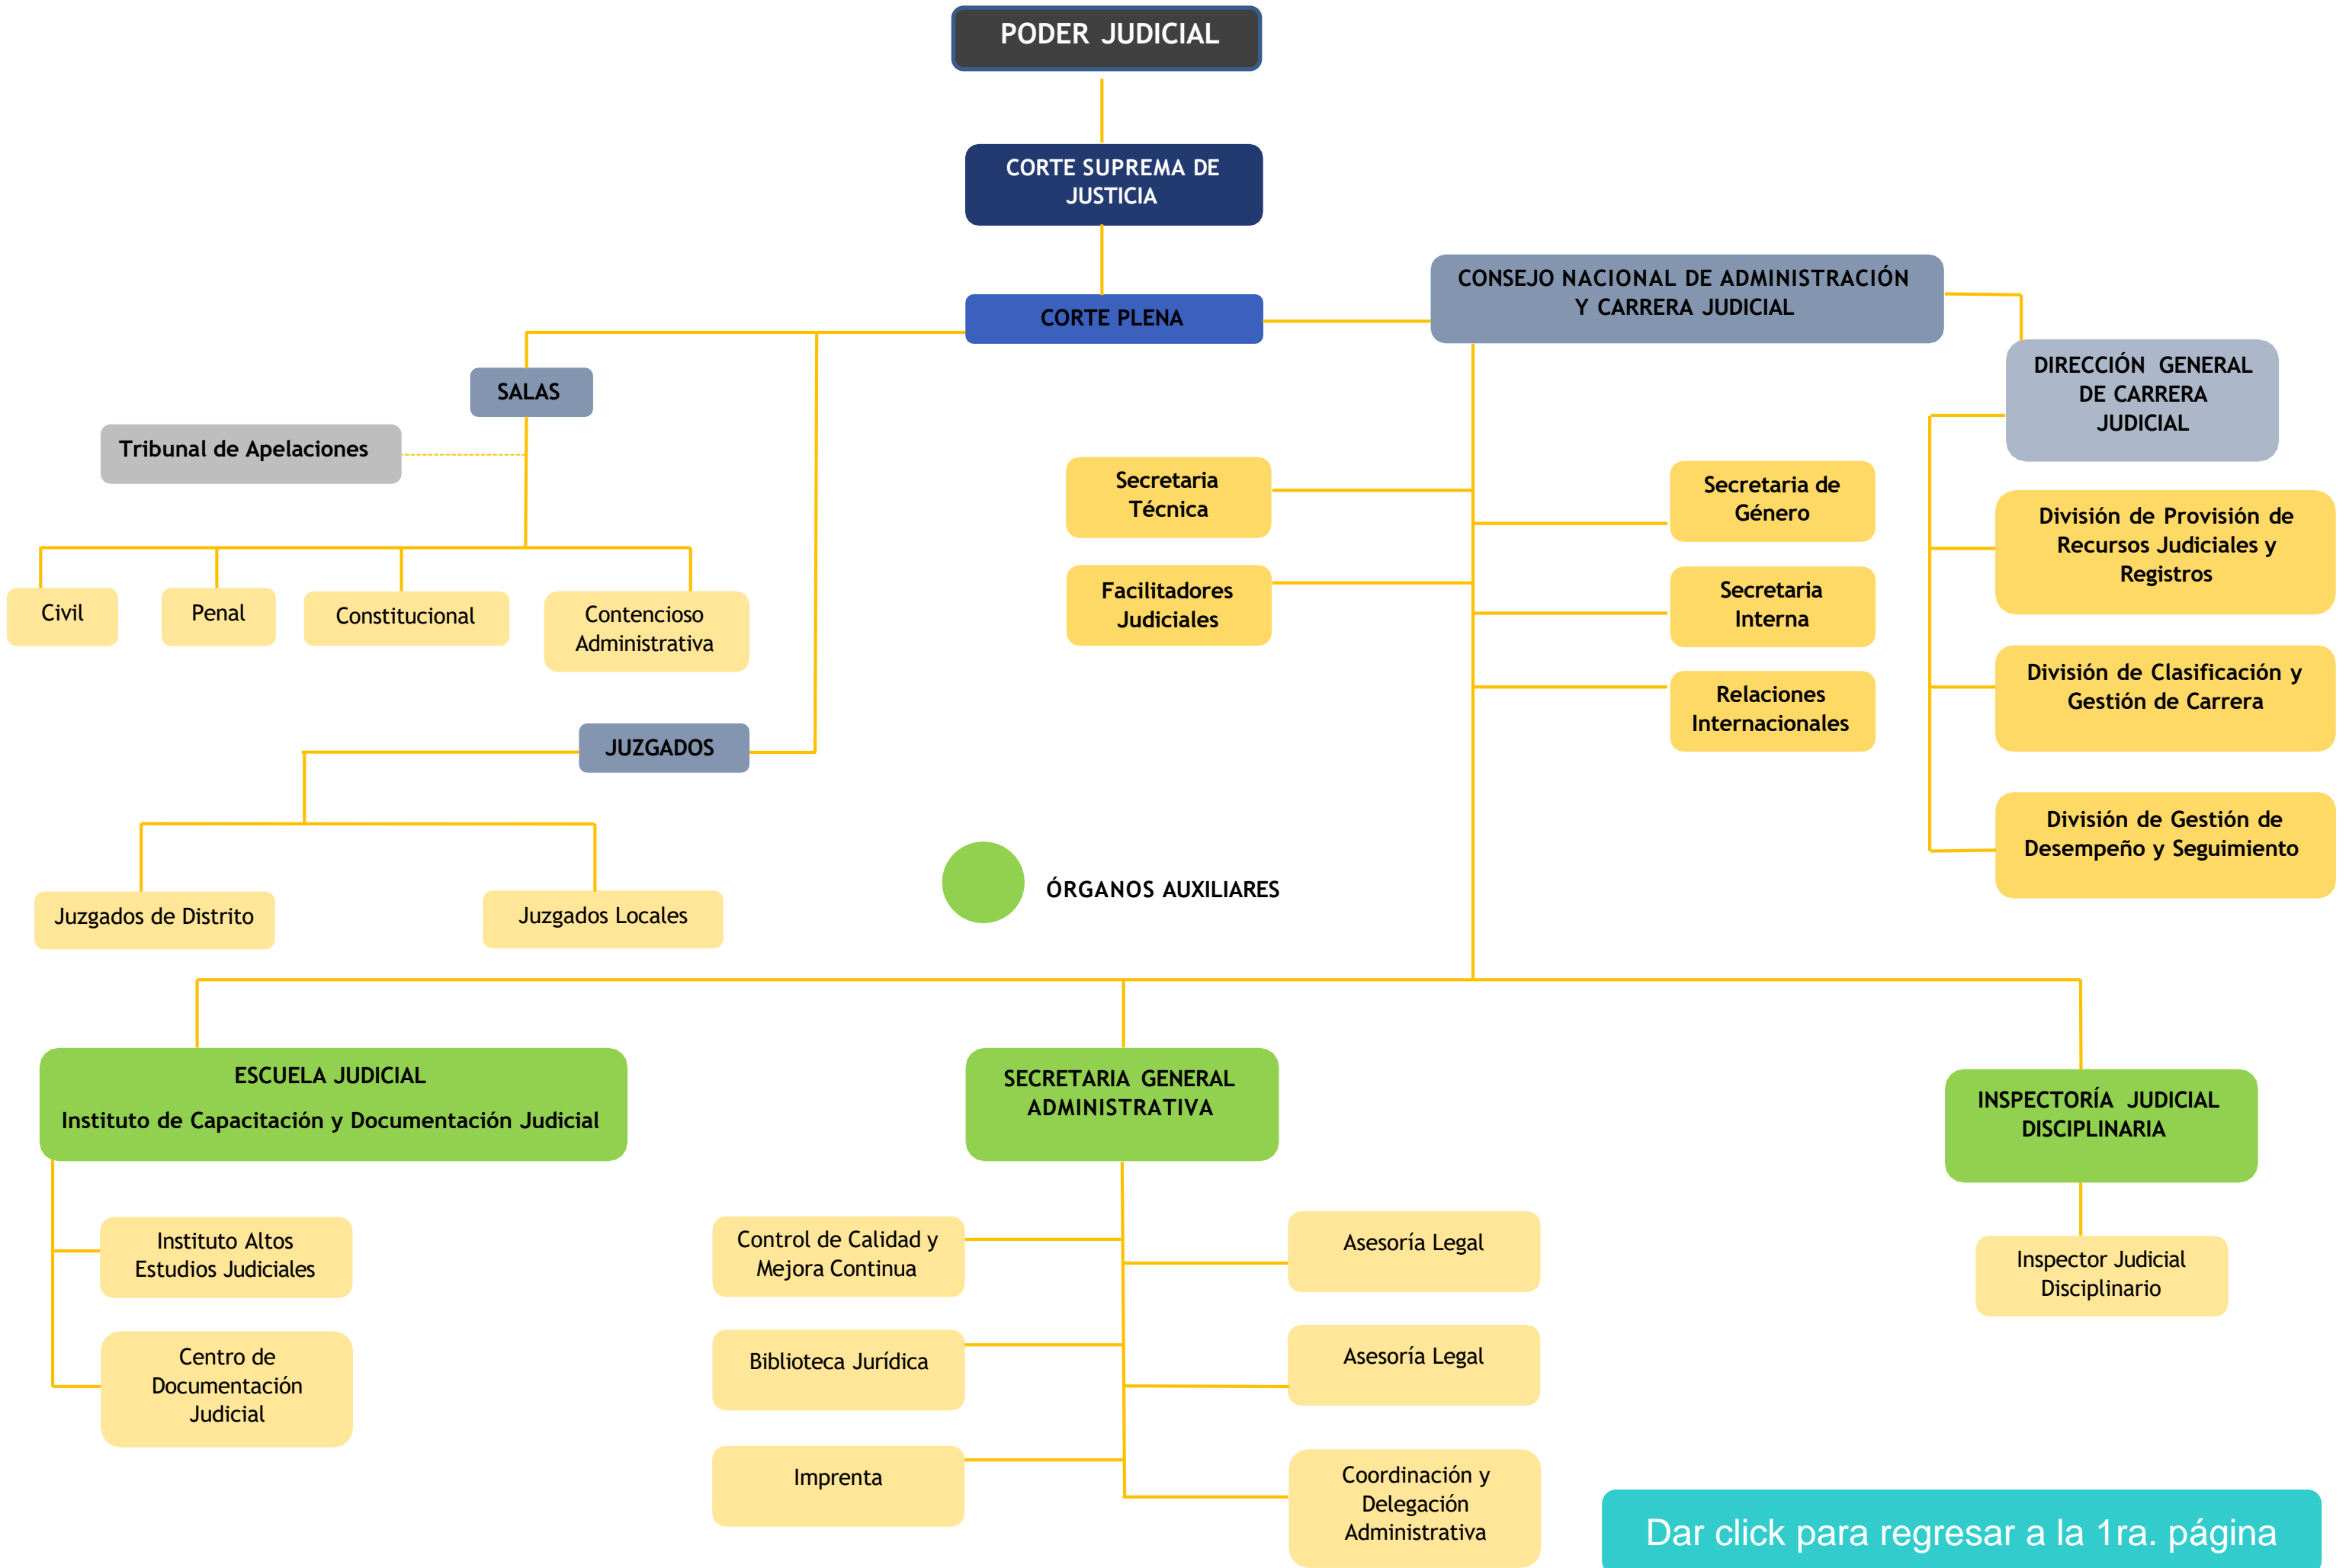 PODER JUDICIAL
CORTE SUPREMA DE
JUSTICIA
CORTE PLENA
CONSEJO NACIONAL DE ADMINISTRACIÓN
Y CARRERA JUDICIAL
DIRECCIÓN GENERAL
DE CARRERA
JUDICIAL
SALAS
Tribunal de Apelaciones
Civil
Penal
Constitucional
Contencioso
Administrativa
Secretaria
Técnica
Facilitadores
Judiciales
Secretaria de
Género
Secretaria
Interna
Relaciones
Internacionales
División de Provisión de
Recursos Judiciales y
Registros
División de Clasificación y
Gestión de Carrera
División de Gestión de
Desempeño y Seguimiento
JUZGADOS
Juzgados de Distrito
Juzgados Locales
ÓRGANOS AUXILIARES
ESCUELA JUDICIAL
Instituto de Capacitación y Documentación Judicial
Instituto Altos
Estudios Judiciales
Centro de
Documentación
Judicial
SECRETARIA GENERAL
ADMINISTRATIVA
Control de Calidad y
Mejora Continua
Biblioteca Jurídica
Imprenta
Asesoría Legal
Asesoría Legal
Coordinación y
Delegación
Administrativa
INSPECTORÍA JUDICIAL
DISCIPLINARIA
Inspector Judicial
Disciplinario
Dar click para regresar a la 1ra. página